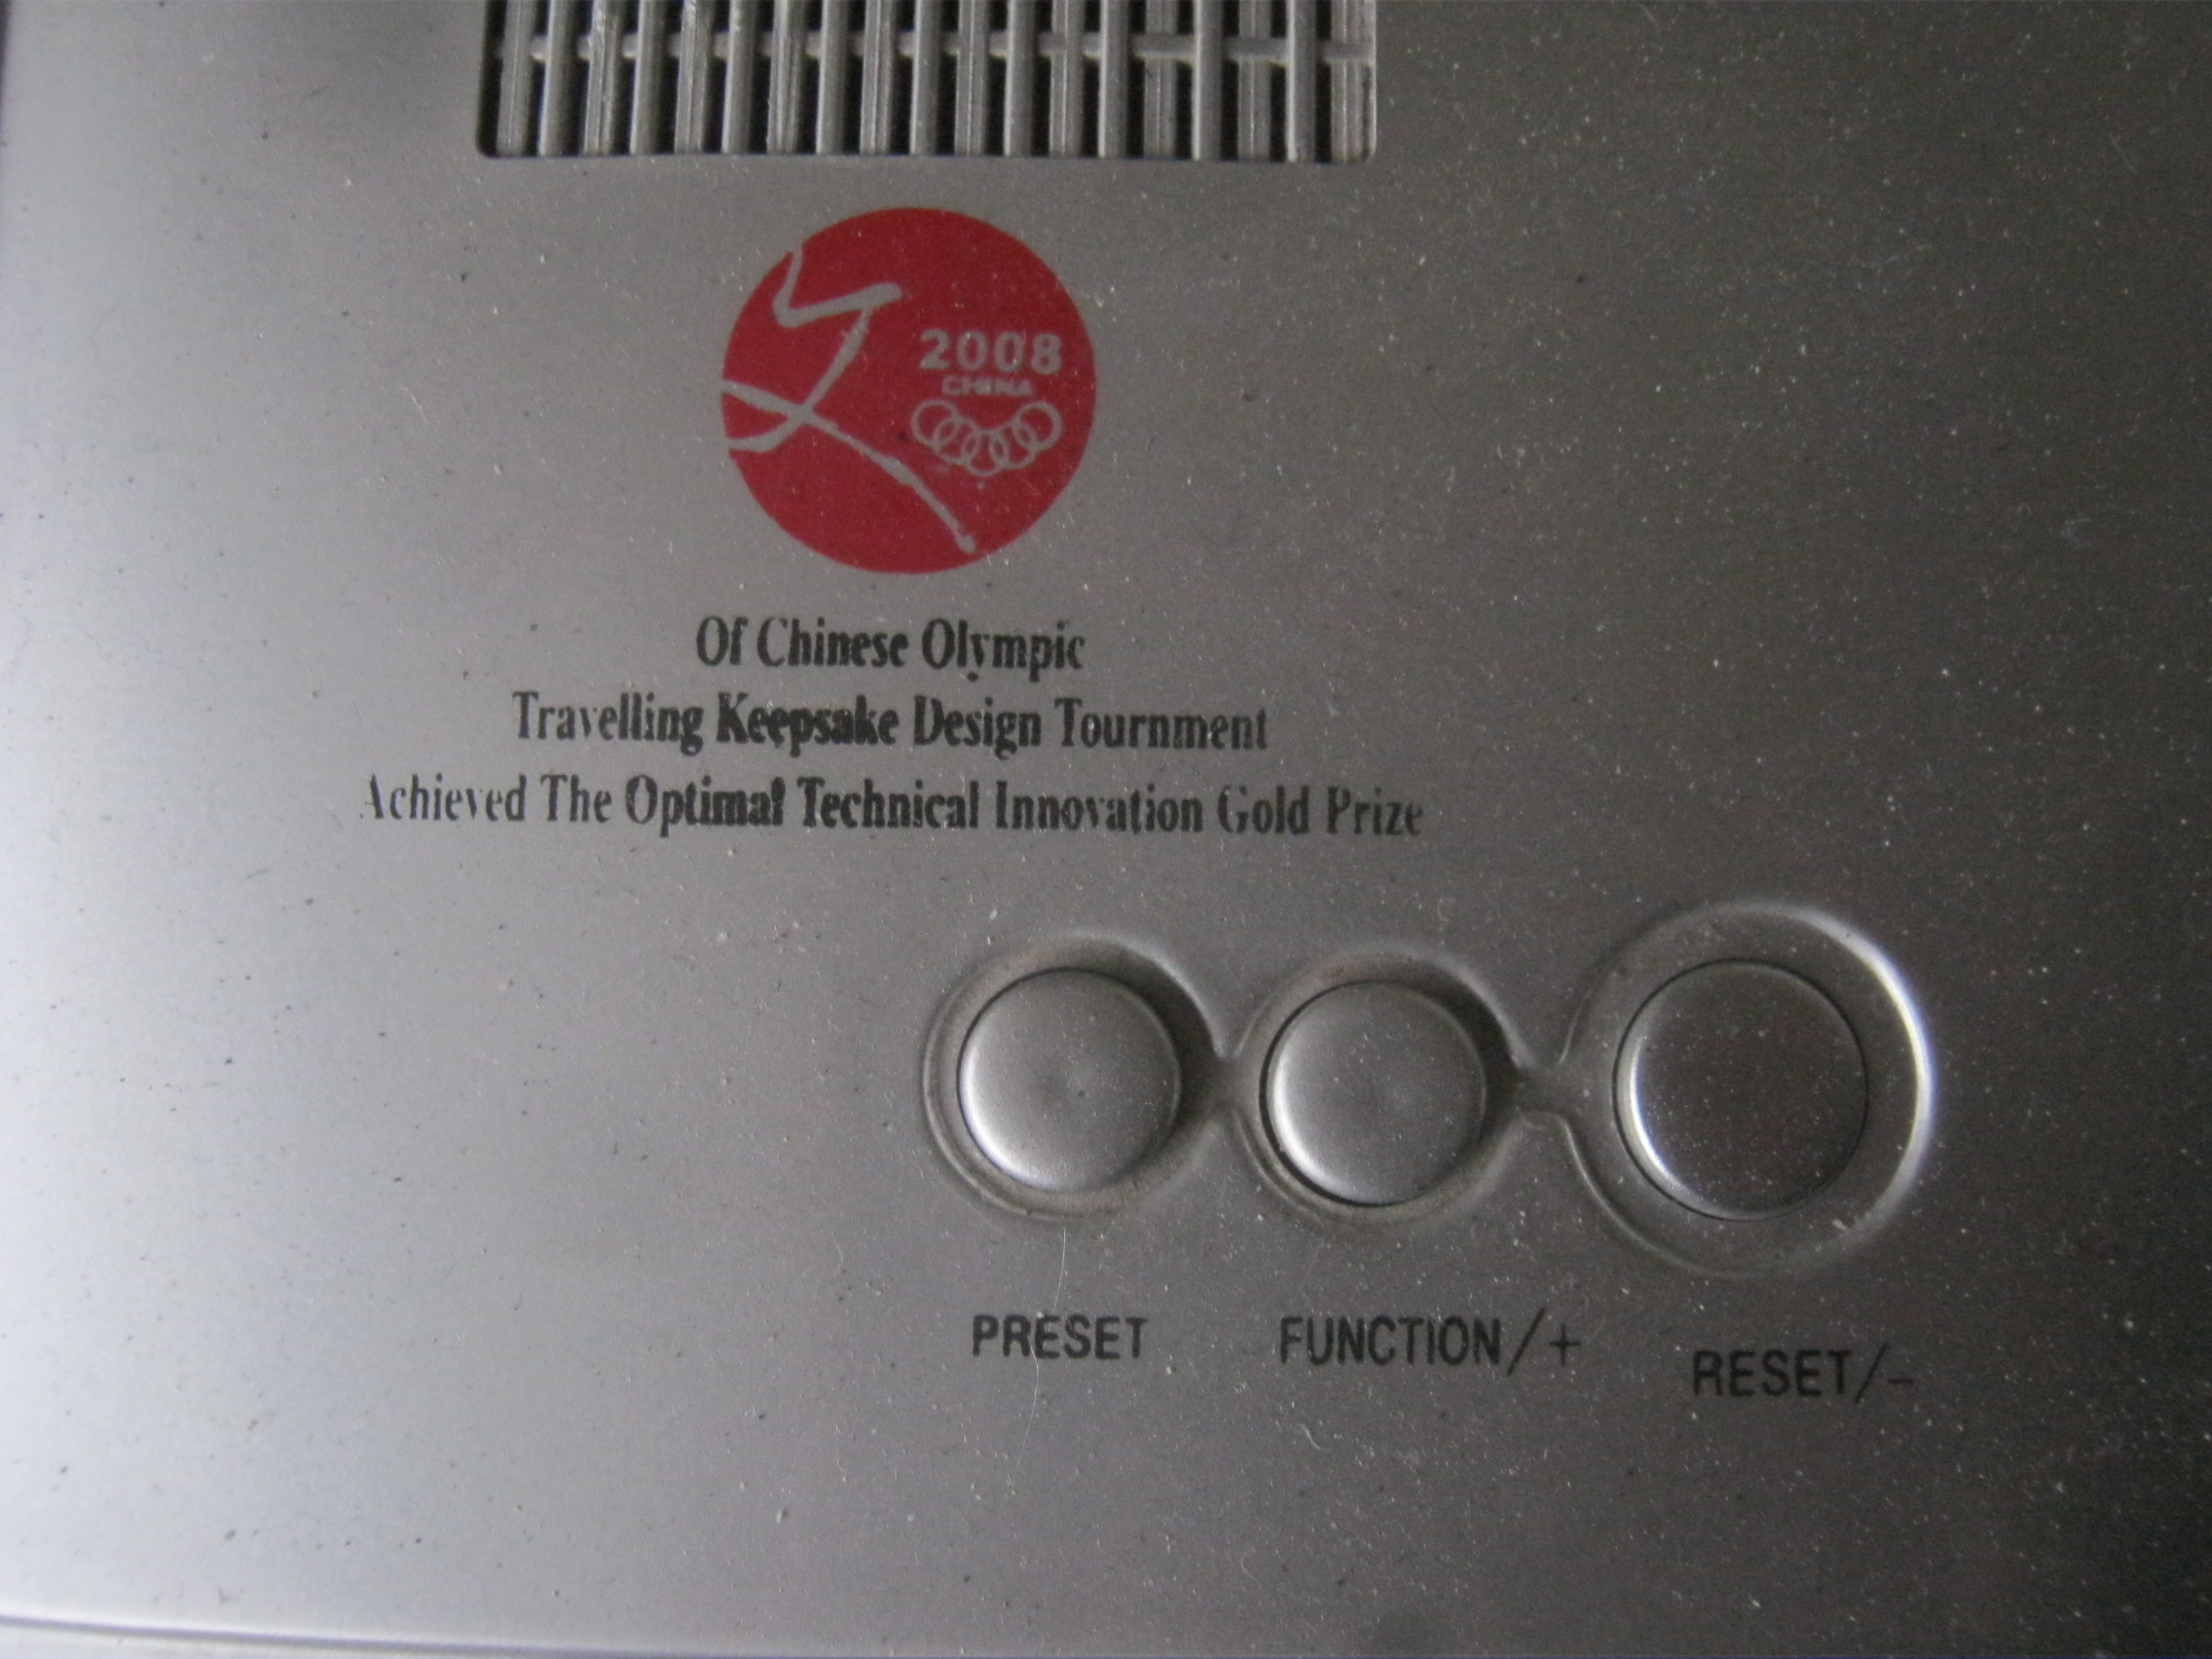 2008
CHINA
Of Chinese Olympic
Travelling Keepsake Design Tournment
Achieved The Optimal Technical Innovation Gold Prize
PRESET
FUNCTION/+
RESET/-